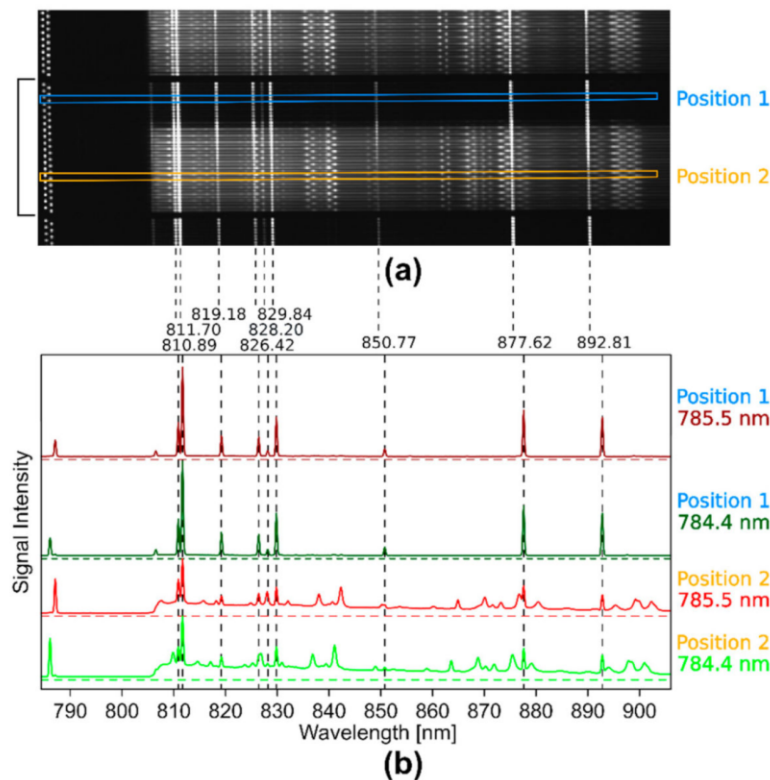 Position 1
Position 2
(a)
819.18 829.84
811.70 828.20
810.89 826.42 850.77 877.62 892.81
Position 1
785.5 nm
Position 1
784.4 nm
Position 2
785.5 nm
Position 2
784.4 nm
Signal Intensity
790 800 810 820 830 840 850 860 870 880 890 900
Wavelength [nm]
(b)